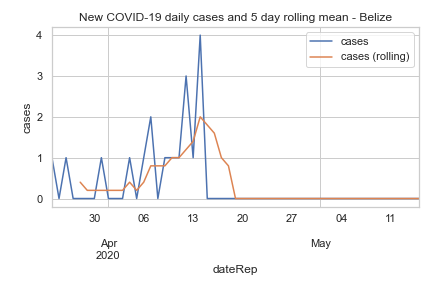 New COVID-19 daily cases and 5 day rolling mean - Belize
cases
cases (rolling)
4
3
2
1
0
cases
30 06 13 20 27 04 11
Apr May
2020
dateRep